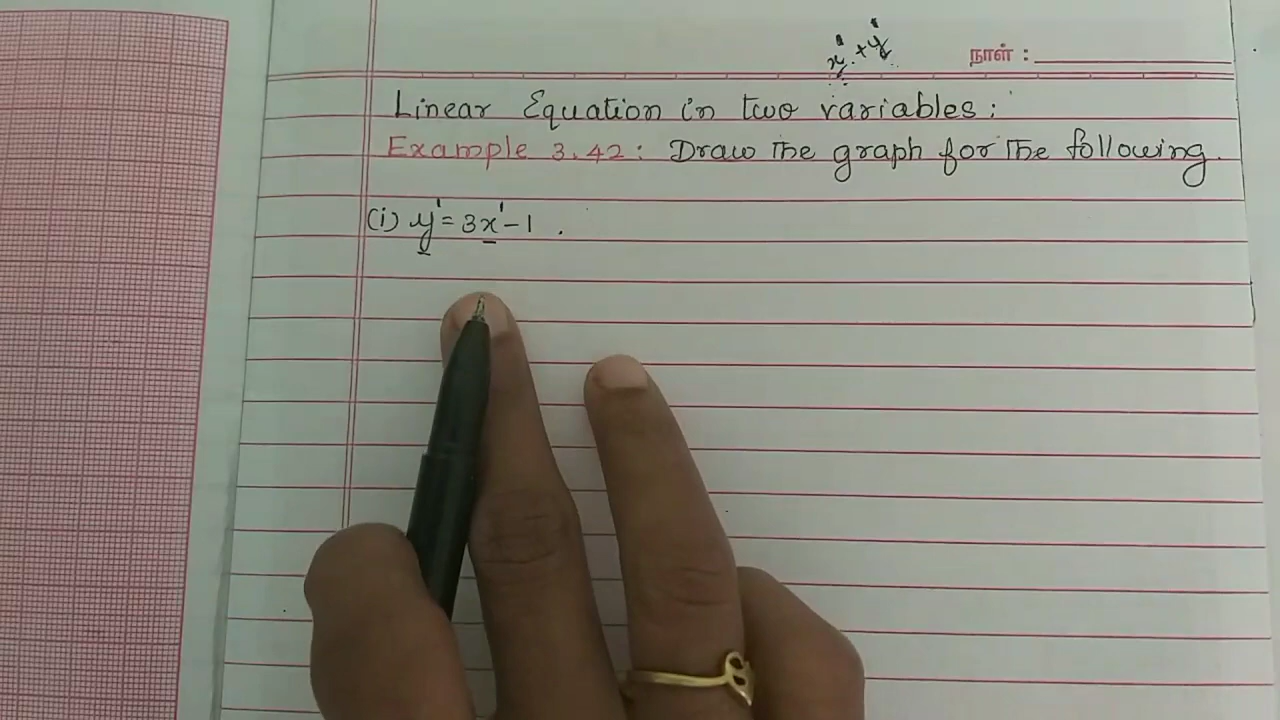 x¹ + y¹
நாள் :
Linear Equation in two variables :
Example 3.42 : Draw the graph for the following.
(i) y¹ = 3x¹ - 1 .